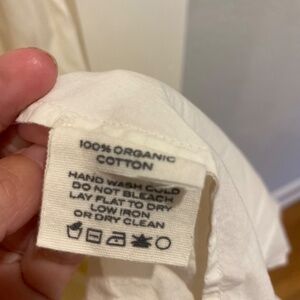 100% ORGANIC
COTTON
HAND WASH COLD
DO NOT BLEACH
LAY FLAT TO DRY
LOW IRON
OR DRY CLEAN